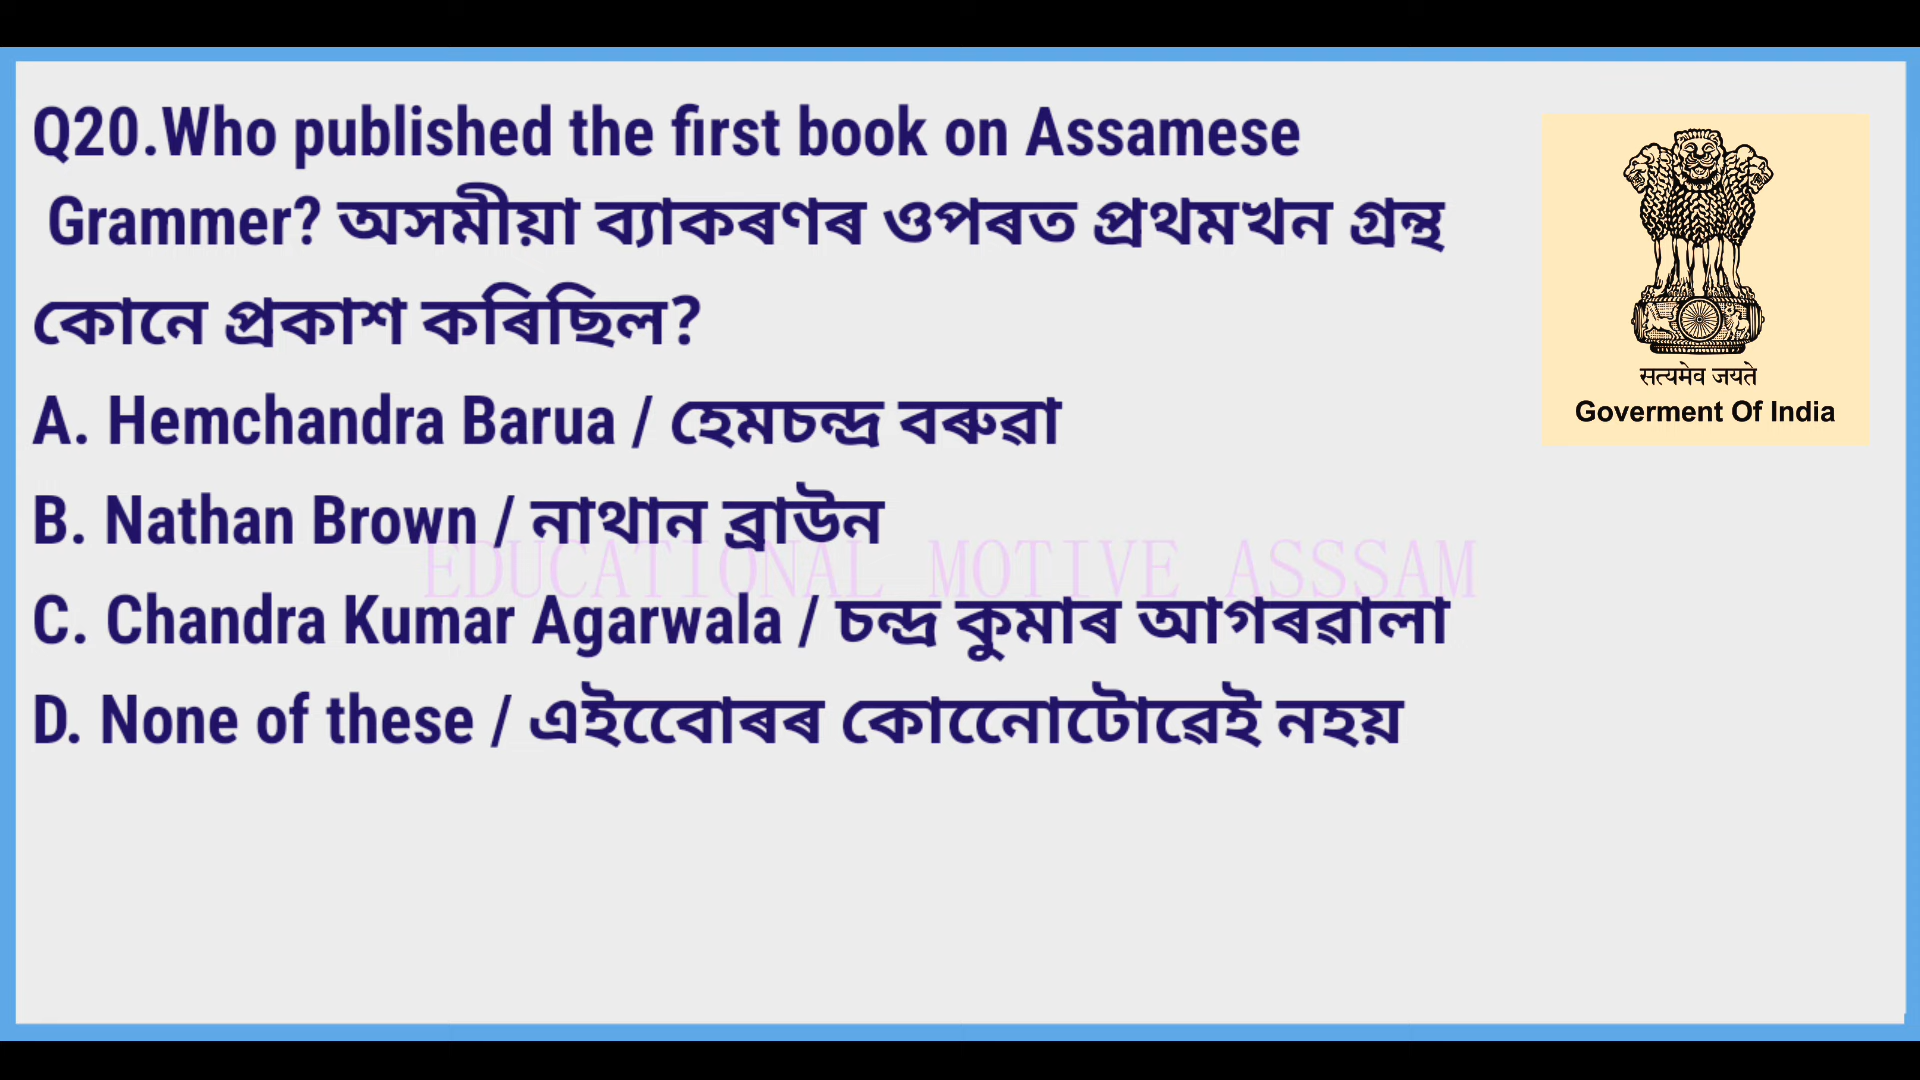 Q20.Who published the first book on Assamese
Grammer? অসমীয়া ব্যাকৰণৰ ওপৰত প্ৰথমখন গ্ৰন্থ
কোনে প্ৰকাশ কৰিছিল?
A. Hemchandra Barua / হেমচন্দ্ৰ বৰুৱা
B. Nathan Brown / নাথান ব্ৰাউন
C. Chandra Kumar Agarwala / চন্দ্ৰ কুমাৰ আগৰৱালা
D. None of these / এইবোেৰৰ কোনোেটোৱেই নহয়
EDUCATIONAL MOTIVE ASSSAM
सत्यमेव जयते
Goverment Of India